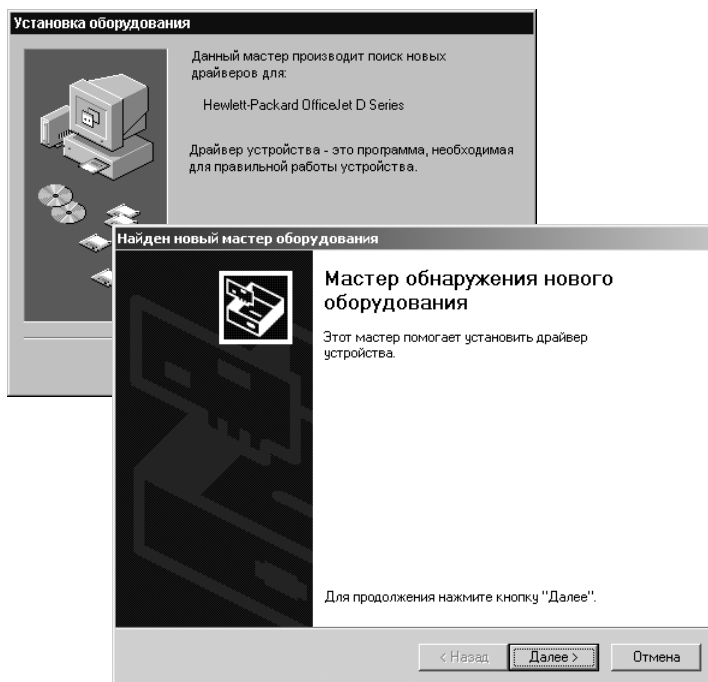 Установка оборудования
Данный мастер производит поиск новых
драйверов для:
Hewlett-Packard OfficeJet D Series
Драйвер устройства - это программа, необходимая
для правильной работы устройства.
Найден новый мастер оборудования
Мастер обнаружения нового
оборудования
Этот мастер помогает установить драйвер
устройства.
Для продолжения нажмите кнопку "Далее".
< Назад Далее > Отмена